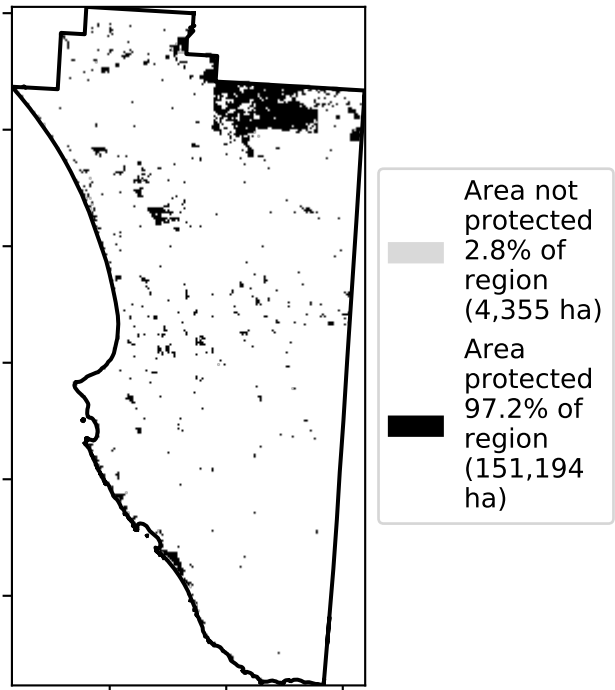 Area not
protected
2.8% of
region
(4,355 ha)
Area
protected
97.2% of
region
(151,194
ha)